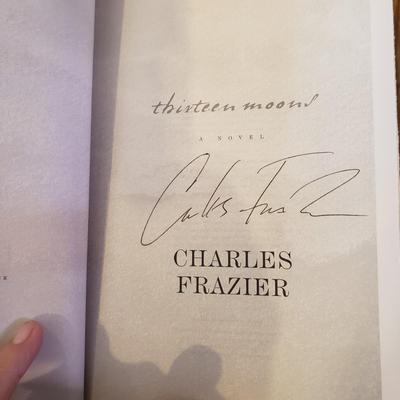 thirteen moons
A NOVEL
CHARLES
FRAZIER